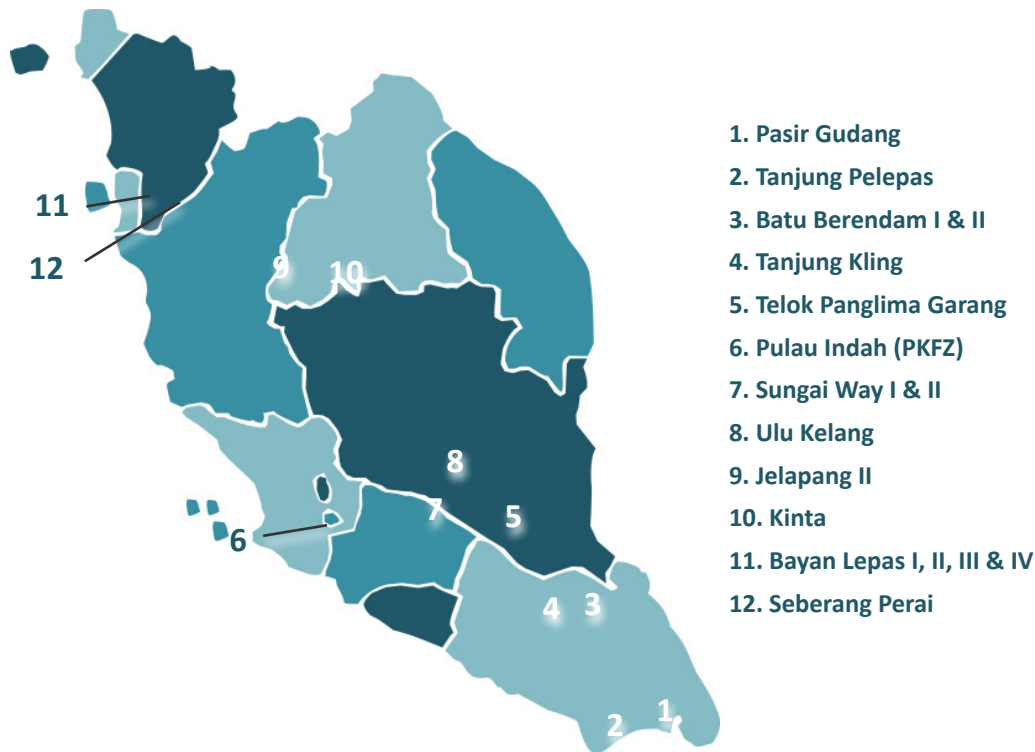 11
12
9
10
8
7
5
6
4
3
1
2
1. Pasir Gudang
2. Tanjung Pelepas
3. Batu Berendam I & II
4. Tanjung Kling
5. Telok Panglima Garang
6. Pulau Indah (PKFZ)
7. Sungai Way I & II
8. Ulu Kelang
9. Jelapang II
10. Kinta
11. Bayan Lepas I, II, III & IV
12. Seberang Perai